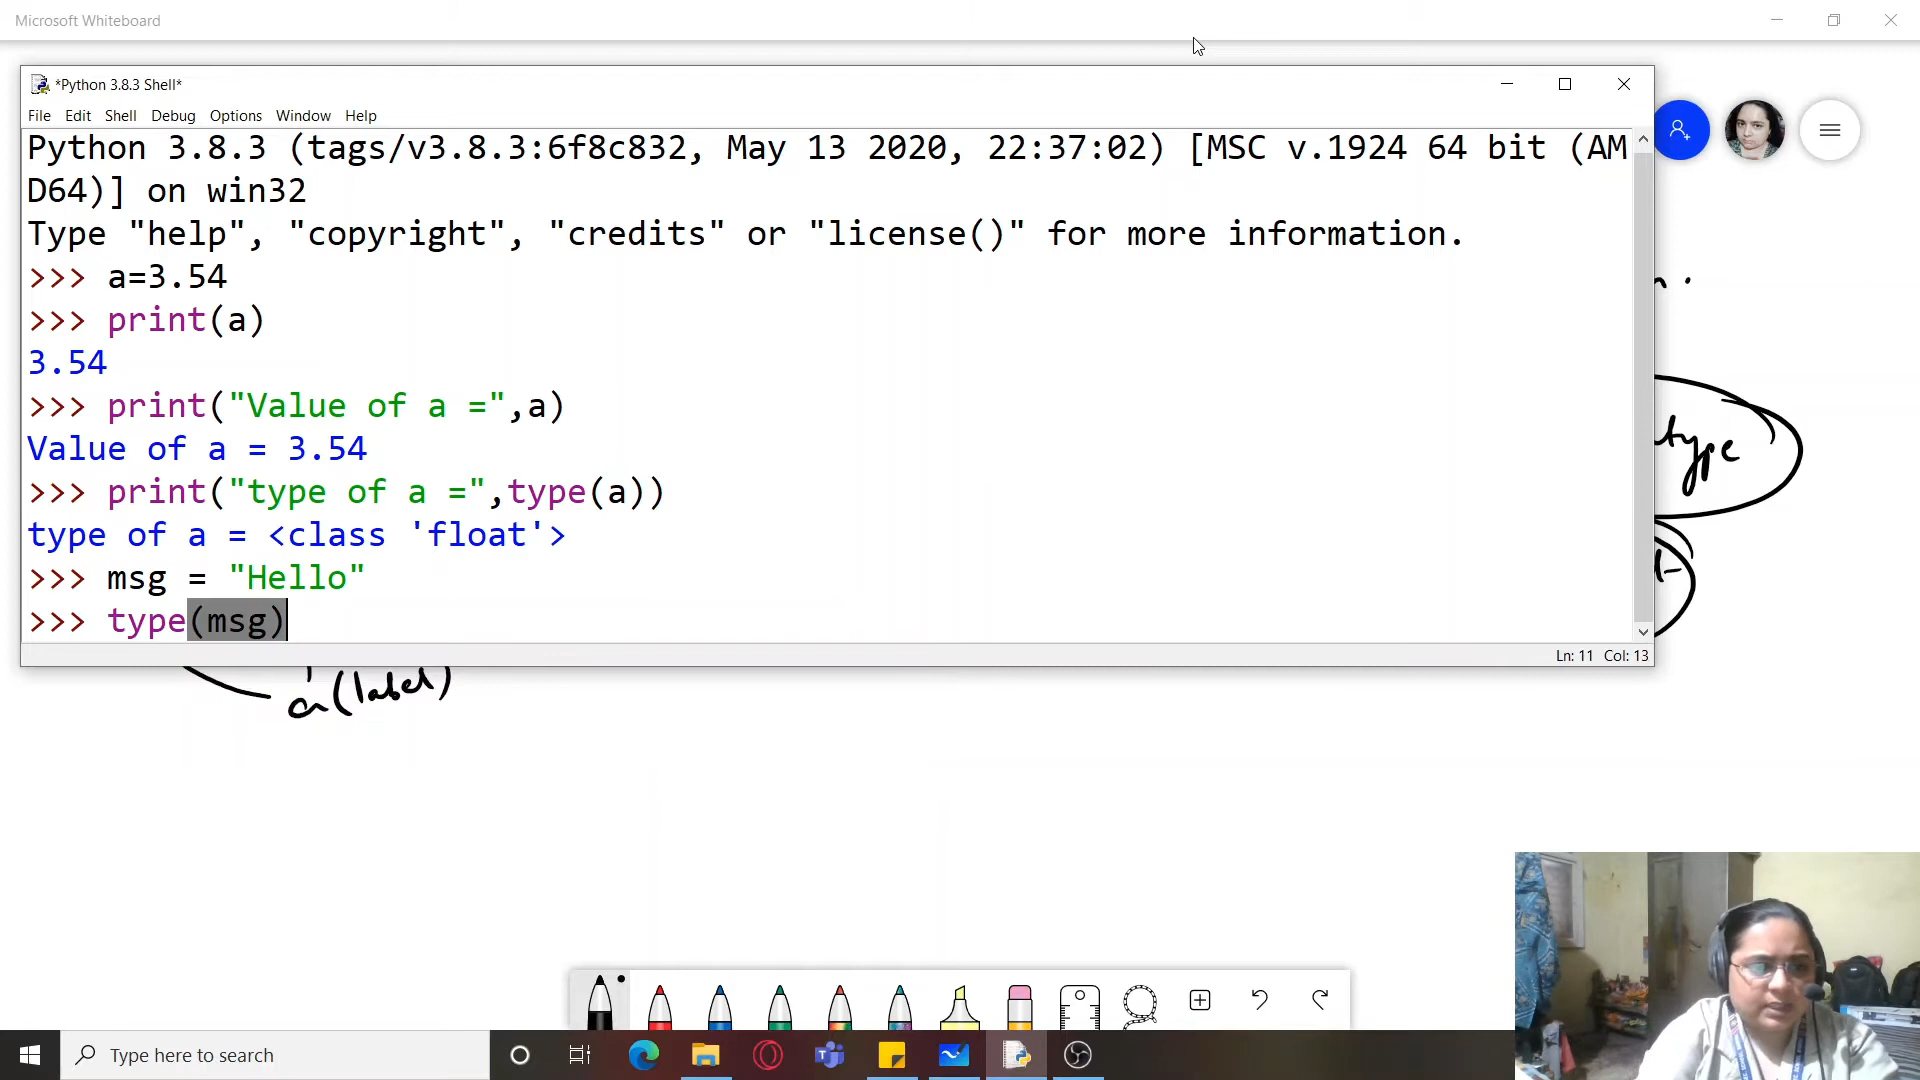 Microsoft Whiteboard
*Python 3.8.3 Shell*
File Edit Shell Debug Options Window Help
Python 3.8.3 (tags/v3.8.3:6f8c832, May 13 2020, 22:37:02) [MSC v.1924 64 bit (AM
D64)] on win32
Type "help", "copyright", "credits" or "license()" for more information.
>>> a=3.54
>>> print(a)
3.54
>>> print("Value of a =",a)
Value of a = 3.54
>>> print("type of a =",type(a))
type of a = <class 'float'>
>>> msg = "Hello"
>>> type(msg)
Ln: 11 Col: 13
type
a(label)
Type here to search